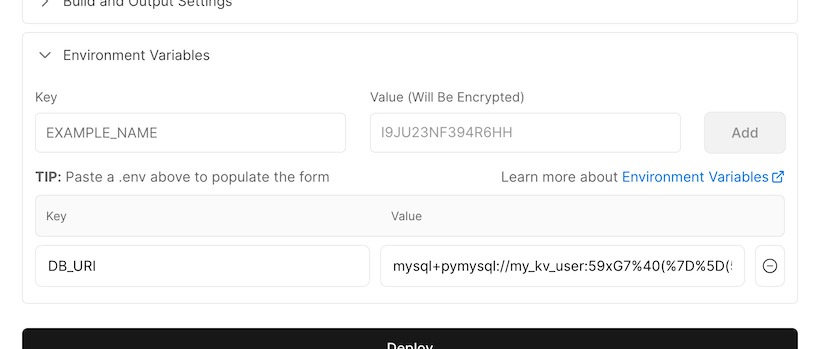 Build and Output Settings
Environment Variables
Key
Value (Will Be Encrypted)
EXAMPLE_NAME
I9JU23NF394R6HH
Add
TIP: Paste a .env above to populate the form
Learn more about Environment Variables
Key
Value
DB_URI
mysql+pymysql://my_kv_user:59xG7%40(%7D%5D(
Deploy